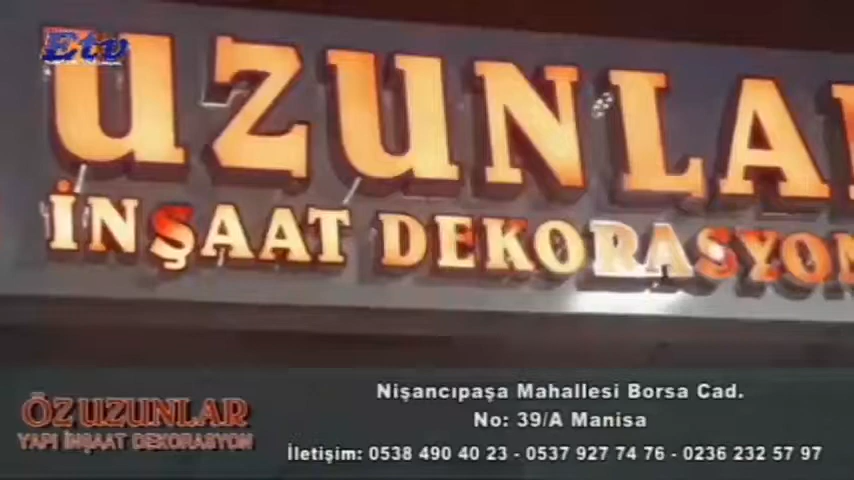 Etv
UZUNLAR
İNŞAAT DEKORASYON
ÖZ UZUNLAR
YAPI İNŞAAT DEKORASYON
Nişancıpaşa Mahallesi Borsa Cad.
No: 39/A Manisa
İletişim: 0538 490 40 23 - 0537 927 74 76 - 0236 232 57 97